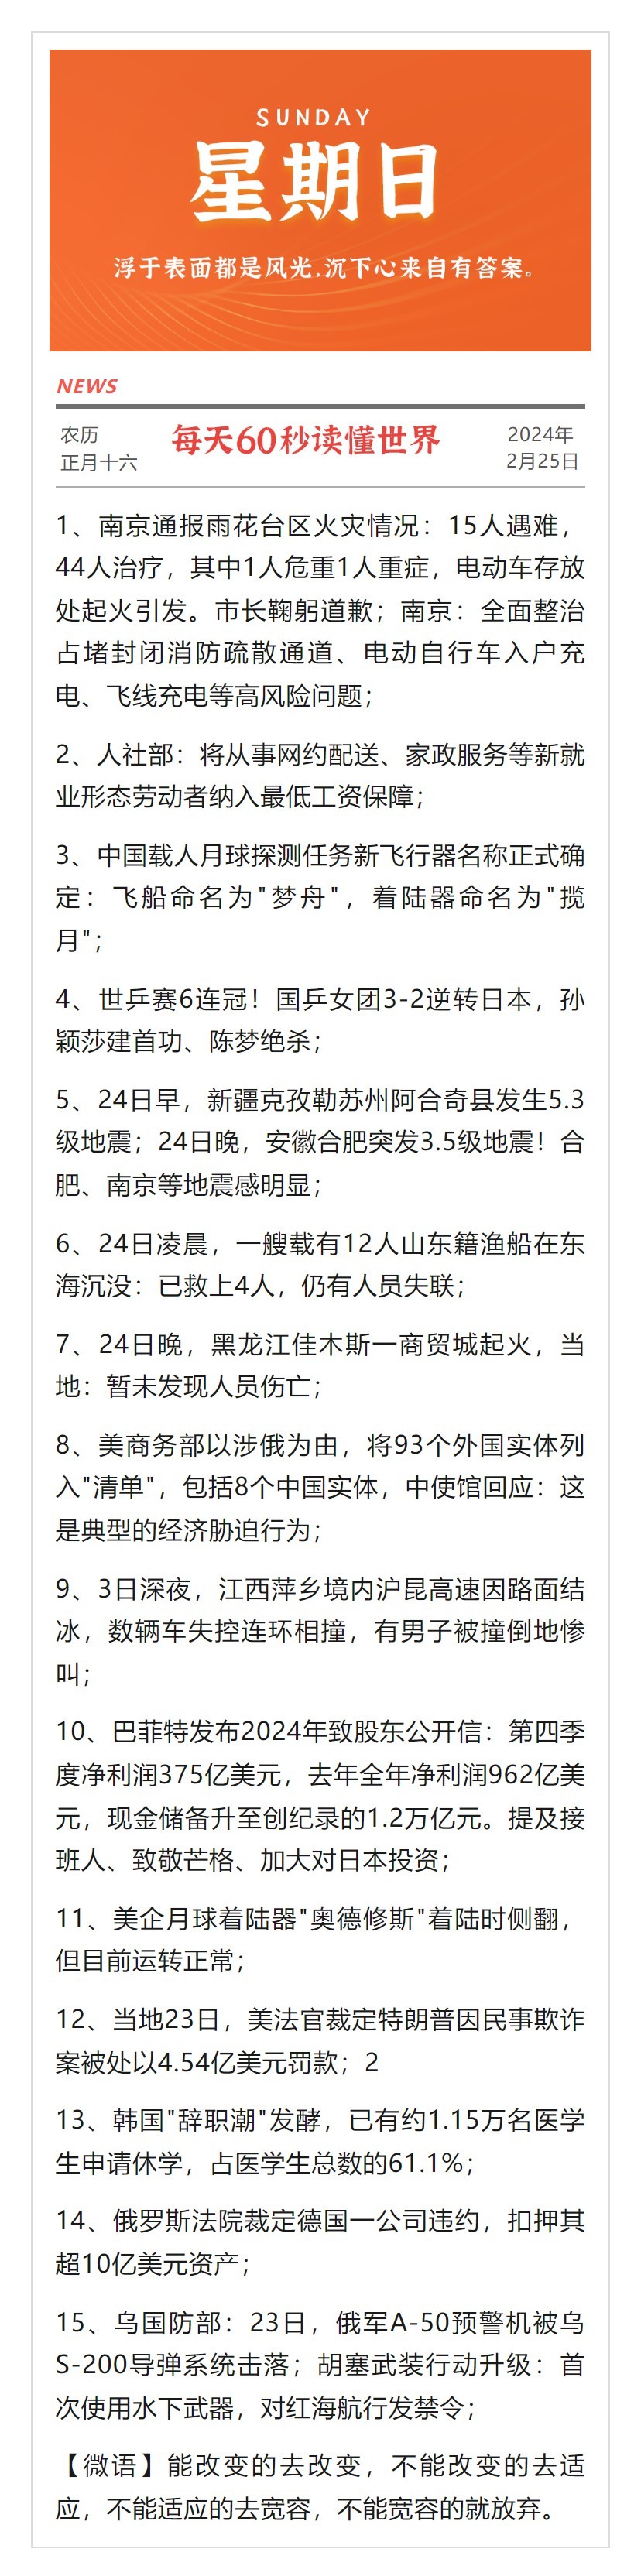 SUNDAY
星期日
浮于表面都是风光,沉下心来自有答案。
NEWS
农历
正月十六
每天60秒读懂世界
2024年
2月25日
1、南京通报雨花台区火灾情况：15人遇难，
44人治疗，其中1人危重1人重症，电动车存放
处起火引发。市长鞠躬道歉；南京：全面整治
占堵封闭消防疏散通道、电动自行车入户充
电、飞线充电等高风险问题；
2、人社部：将从事网约配送、家政服务等新就
业形态劳动者纳入最低工资保障；
3、中国载人月球探测任务新飞行器名称正式确
定：飞船命名为"梦舟"，着陆器命名为"揽
月"；
4、世乒赛6连冠！国乒女团3-2逆转日本，孙
颖莎建首功、陈梦绝杀；
5、24日早，新疆克孜勒苏州阿合奇县发生5.3
级地震；24日晚，安徽合肥突发3.5级地震！合
肥、南京等地震感明显；
6、24日凌晨，一艘载有12人山东籍渔船在东
海沉没：已救上4人，仍有人员失联；
7、24日晚，黑龙江佳木斯一商贸城起火，当
地：暂未发现人员伤亡；
8、美商务部以涉俄为由，将93个外国实体列
入"清单"，包括8个中国实体，中使馆回应：这
是典型的经济胁迫行为；
9、3日深夜，江西萍乡境内沪昆高速因路面结
冰，数辆车失控连环相撞，有男子被撞倒地惨
叫；
10、巴菲特发布2024年致股东公开信：第四季
度净利润375亿美元，去年全年净利润962亿美
元，现金储备升至创纪录的1.2万亿元。提及接
班人、致敬芒格、加大对日本投资；
11、美企月球着陆器"奥德修斯"着陆时侧翻，
但目前运转正常；
12、当地23日，美法官裁定特朗普因民事欺诈
案被处以4.54亿美元罚款；2
13、韩国"辞职潮"发酵，已有约1.15万名医学
生申请休学，占医学生总数的61.1%；
14、俄罗斯法院裁定德国一公司违约，扣押其
超10亿美元资产；
15、乌国防部：23日，俄军A-50预警机被乌
S-200导弹系统击落；胡塞武装行动升级：首
次使用水下武器，对红海航行发禁令；
【微语】能改变的去改变，不能改变的去适
应，不能适应的去宽容，不能宽容的就放弃。